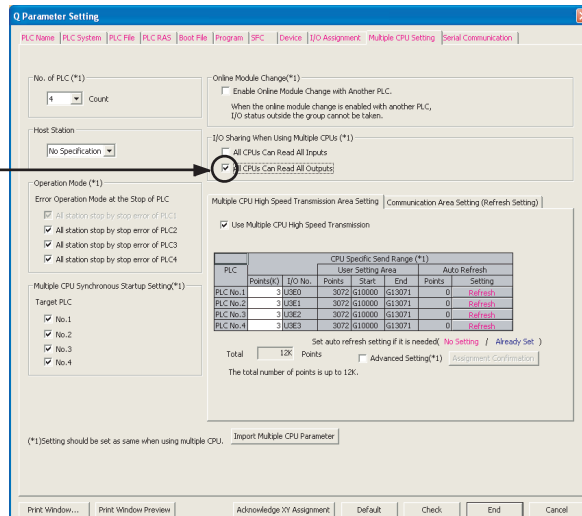 Q Parameter Setting
PLC Name PLC System PLC File PLC RAS Boot File Program SFC Device I/O Assignment Multiple CPU Setting Serial Communication
No. of PLC (*1)
4 Count
Host Station
No Specification
Operation Mode (*1)
Error Operation Mode at the Stop of PLC
All station stop by stop error of PLC1
All station stop by stop error of PLC2
All station stop by stop error of PLC3
All station stop by stop error of PLC4
Multiple CPU Synchronous Startup Setting(*1)
Target PLC
No.1
No.2
No.3
No.4
Online Module Change(*1)
Enable Online Module Change with Another PLC.
When the online module change is enabled with another PLC,
I/O status outside the group cannot be taken.
I/O Sharing When Using Multiple CPUs (*1)
All CPUs Can Read All Inputs
All CPUs Can Read All Outputs
Multiple CPU High Speed Transmission Area Setting Communication Area Setting (Refresh Setting)
Use Multiple CPU High Speed Transmission
CPU Specific Send Range (*1)
PLC User Setting Area Auto Refresh
Points(K) I/O No. Points Start End Points Setting
PLC No.1 3 U3E0 3072 G10000 G13071 0 Refresh
PLC No.2 3 U3E1 3072 G10000 G13071 0 Refresh
PLC No.3 3 U3E2 3072 G10000 G13071 0 Refresh
PLC No.4 3 U3E3 3072 G10000 G13071 0 Refresh
Set auto refresh setting if it is needed( No Setting / Already Set )
Total 12K Points Advanced Setting(*1) Assignment Confirmation
The total number of points is up to 12K.
(*1)Setting should be set as same when using multiple CPU. Import Multiple CPU Parameter
Print Window... Print Window Preview Acknowledge XY Assignment Default Check End Cancel